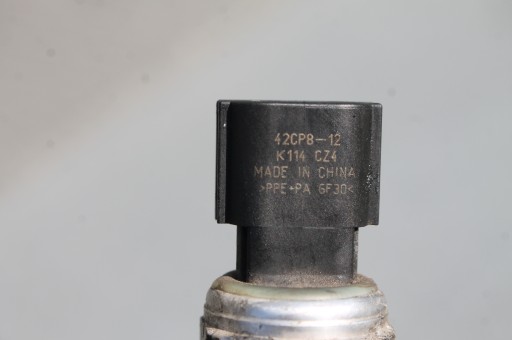 42CP8-12
K114 CZ4
MADE IN CHINA
>PPE+PA GF30<